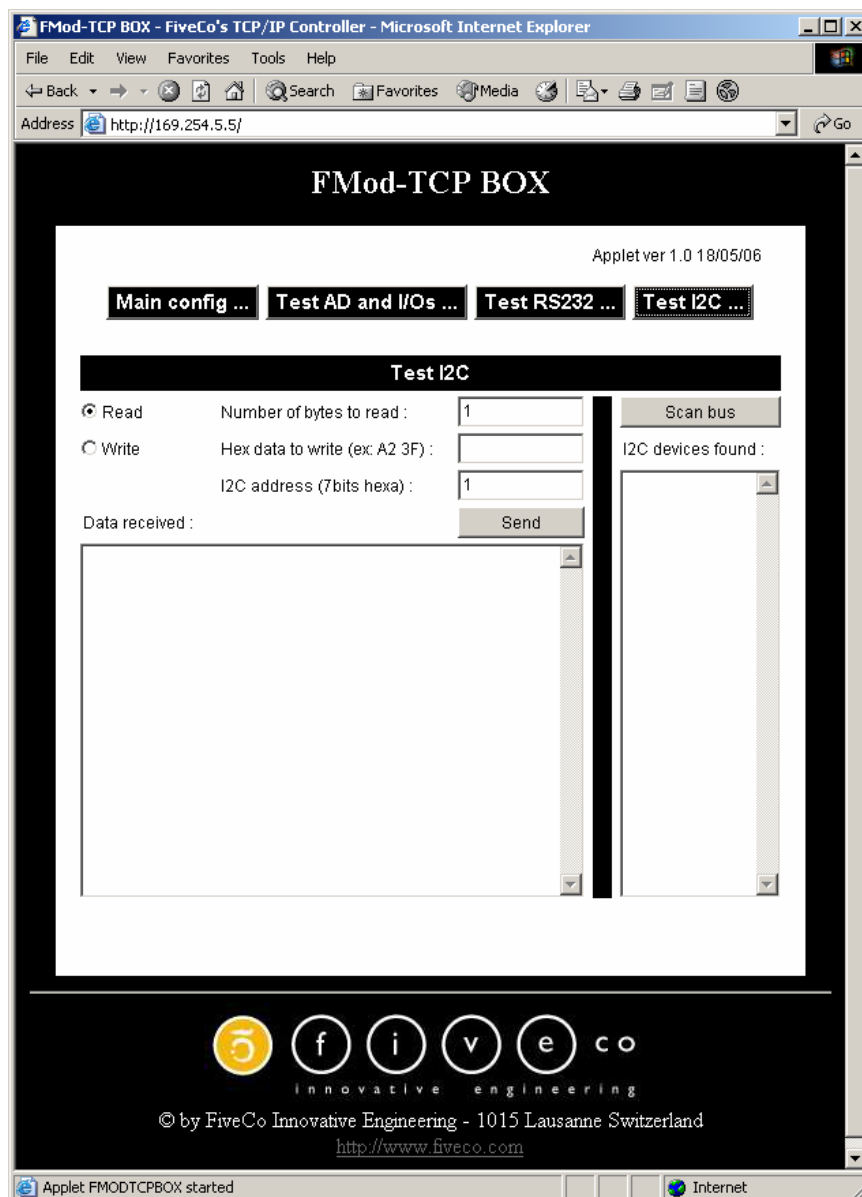 FMod-TCP BOX - FiveCo's TCP/IP Controller - Microsoft Internet Explorer
File Edit View Favorites Tools Help
Back Search Favorites Media
Address http://169.254.5.5/ Go
FMod-TCP BOX
Applet ver 1.0 18/05/06
Main config ... Test AD and I/Os ... Test RS232 ... Test I2C ...
Test I2C
Read Number of bytes to read : 1 Scan bus
Write Hex data to write (ex: A2 3F) : I2C devices found :
I2C address (7bits hexa) : 1
Data received : Send
5 f i v e co
innovative engineering
© by FiveCo Innovative Engineering - 1015 Lausanne Switzerland
http://www.fiveco.com
Applet FMODTCPBOX started Internet